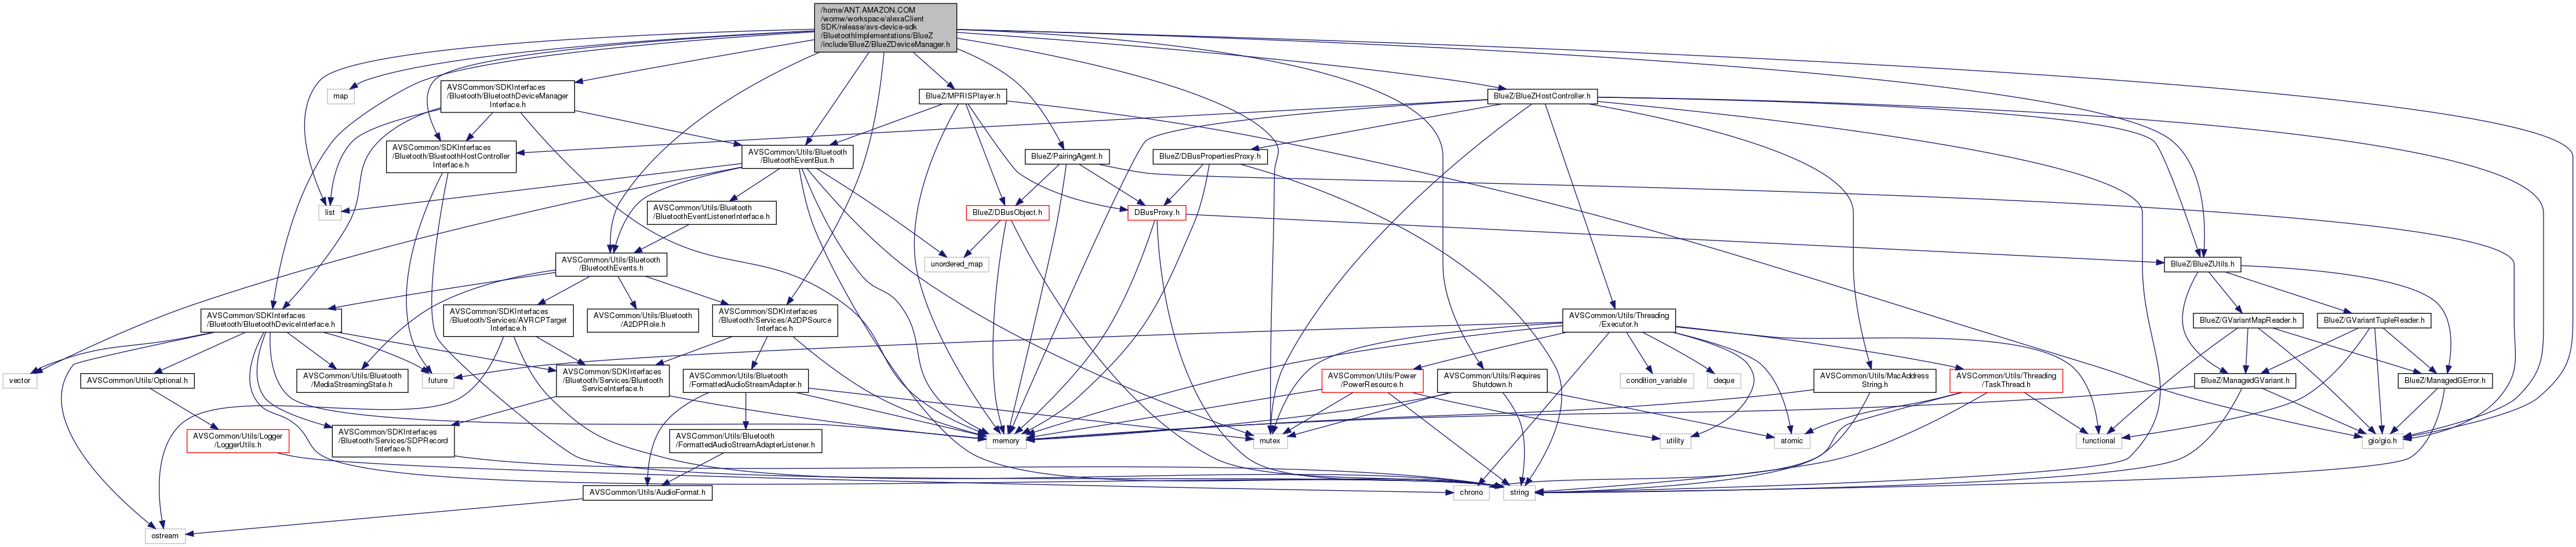 /home/ANT.AMAZON.COM
/womw/workspace/alexaClient
SDK/release/avs-device-sdk
/BluetoothImplementations/BlueZ
/include/BlueZ/BlueZDeviceManager.h
map
AVSCommon/SDKInterfaces
/Bluetooth/BluetoothDeviceManager
Interface.h
BlueZ/MPRISPlayer.h
BlueZ/BlueZHostController.h
AVSCommon/SDKInterfaces
/Bluetooth/BluetoothHostController
Interface.h
AVSCommon/Utils/Bluetooth
/BluetoothEventBus.h
BlueZ/PairingAgent.h
BlueZ/DBusPropertiesProxy.h
list
AVSCommon/Utils/Bluetooth
/BluetoothEventListenerInterface.h
BlueZ/DBusObject.h
DBusProxy.h
AVSCommon/Utils/Bluetooth
/BluetoothEvents.h
unordered_map
BlueZ/BlueZUtils.h
AVSCommon/SDKInterfaces
/Bluetooth/BluetoothDeviceInterface.h
AVSCommon/SDKInterfaces
/Bluetooth/Services/AVRCPTarget
Interface.h
AVSCommon/Utils/Bluetooth
/A2DPRole.h
AVSCommon/SDKInterfaces
/Bluetooth/Services/A2DPSource
Interface.h
AVSCommon/Utils/Threading
/Executor.h
BlueZ/GVariantMapReader.h
BlueZ/GVariantTupleReader.h
vector
AVSCommon/Utils/Optional.h
AVSCommon/Utils/Bluetooth
/MediaStreamingState.h
future
AVSCommon/SDKInterfaces
/Bluetooth/Services/Bluetooth
ServiceInterface.h
AVSCommon/Utils/Bluetooth
/FormattedAudioStreamAdapter.h
AVSCommon/Utils/Power
/PowerResource.h
AVSCommon/Utils/Requires
Shutdown.h
condition_variable
deque
AVSCommon/Utils/MacAddress
String.h
AVSCommon/Utils/Threading
/TaskThread.h
BlueZ/ManagedGVariant.h
BlueZ/ManagedGError.h
AVSCommon/Utils/Logger
/LoggerUtils.h
AVSCommon/SDKInterfaces
/Bluetooth/Services/SDPRecord
Interface.h
AVSCommon/Utils/Bluetooth
/FormattedAudioStreamAdapterListener.h
memory
mutex
utility
atomic
functional
gio/gio.h
AVSCommon/Utils/AudioFormat.h
chrono
string
ostream